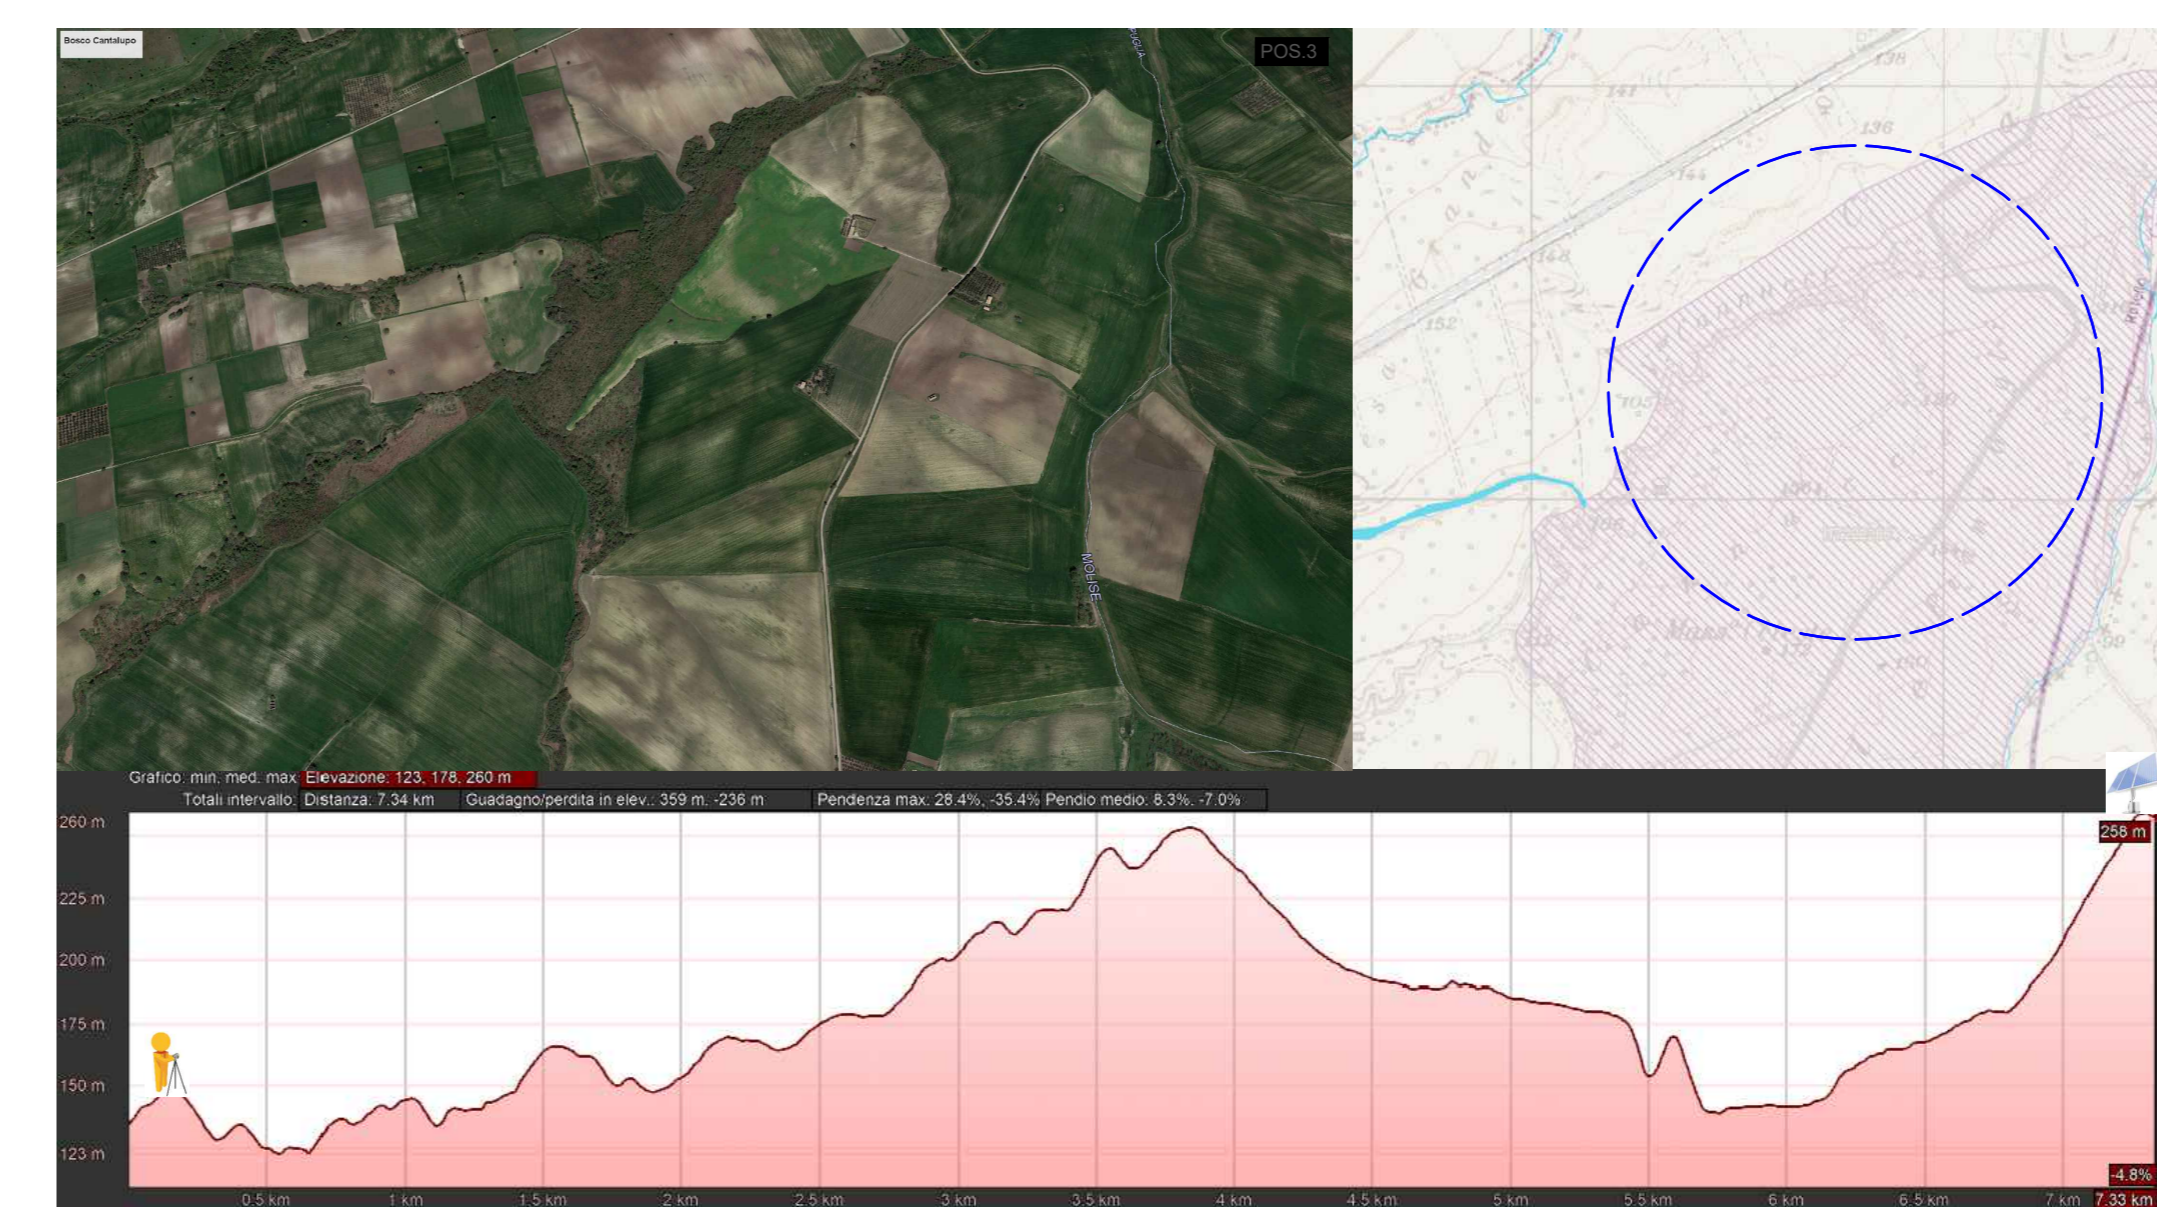 Bosco Cantalupo
POS.3
PUGLIA
MOLISE
138
141
136
144
148
152
105
106
Grafico: min, med, max Elevazione: 123, 178, 260 m
Totali intervallo: Distanza: 7.34 km Guadagno/perdita in elev.: 359 m, -236 m Pendenza max: 28.4%, -35.4% Pendio medio: 8.3%, -7.0%
260 m
258 m
225 m
200 m
175 m
150 m
123 m
-4.8%
0.5 km 1 km 1.5 km 2 km 2.5 km 3 km 3.5 km 4 km 4.5 km 5 km 5.5 km 6 km 6.5 km 7 km 7.33 km